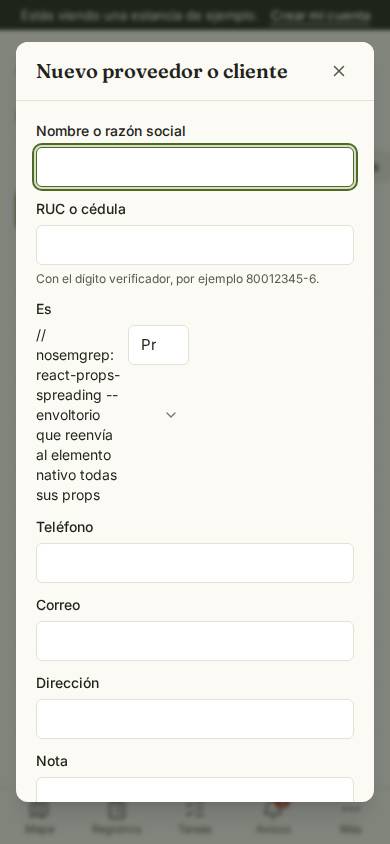 Estás viendo una estancia de ejemplo. Crear mi cuenta
Nuevo proveedor o cliente
Nombre o razón social
RUC o cédula
Con el dígito verificador, por ejemplo 80012345-6.
Es
//
nosemgrep:
react-props-
spreading --
envoltorio
que reenvía
al elemento
nativo todas
sus props
Pr
Teléfono
Correo
Dirección
Nota
Mapa Registros Tareas Avisos Más